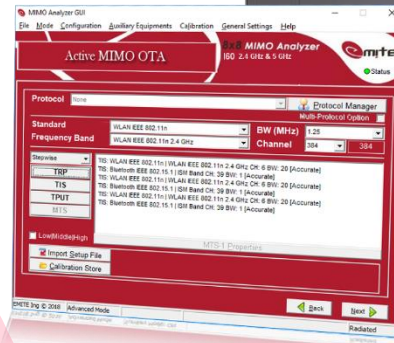 MIMO Analyzer GUI
File Mode Configuration Auxiliary Equipments Calibration General Settings Help
Active MIMO OTA
8x8 MIMO Analyzer
I60 2.4 GHz & 5 GHz
emite
Status
Protocol None Protocol Manager
Multi-Protocol Option
Standard WLAN IEEE 802.11n BW (MHz) 1.25
Frequency Band WLAN IEEE 802.11n 2.4 GHz Channel 384 384
Stepwise
TRP
TIS
TPUT
MTS
TIS: WLAN IEEE 802.11n | WLAN IEEE 802.11n 2.4 GHz CH: 6 BW: 20 [Accurate]
TIS: Bluetooth IEEE 802.15.1 | ISM Band CH: 39 BW: 1 [Accurate]
TIS: WLAN IEEE 802.11n | WLAN IEEE 802.11n 2.4 GHz CH: 6 BW: 20 [Accurate]
TIS: Bluetooth IEEE 802.15.1 | ISM Band CH: 39 BW: 1 [Accurate]
TIS: WLAN IEEE 802.11n | WLAN IEEE 802.11n 2.4 GHz CH: 6 BW: 20 [Accurate]
TIS: Bluetooth IEEE 802.15.1 | ISM Band CH: 39 BW: 1 [Accurate]
Low|Middle|High
MTS 1 Properties
Import Setup File
Calibration Store
Back Next
EMITE Ing © 2018 Advanced Mode Radiated